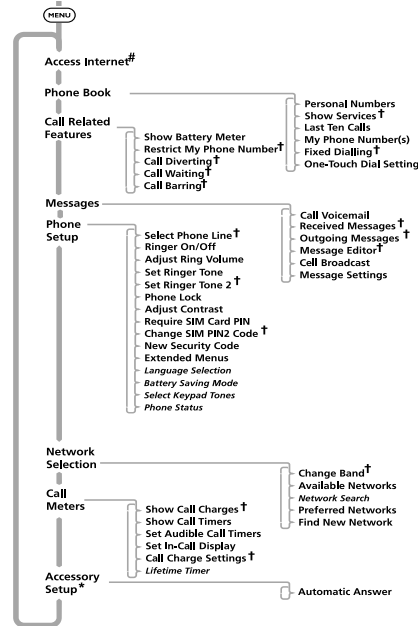 MENU
Access Internet#
Phone Book
Personal Numbers
Show Services†
Last Ten Calls
My Phone Number(s)
Fixed Dialling†
One-Touch Dial Setting
Call Related
Features
Show Battery Meter
Restrict My Phone Number†
Call Diverting†
Call Waiting†
Call Barring†
Messages
Call Voicemail
Received Messages†
Outgoing Messages †
Message Editor†
Cell Broadcast
Message Settings
Phone
Setup
Select Phone Line†
Ringer On/Off
Adjust Ring Volume
Set Ringer Tone
Set Ringer Tone 2 †
Phone Lock
Adjust Contrast
Require SIM Card PIN
Change SIM PIN2 Code †
New Security Code
Extended Menus
Language Selection
Battery Saving Mode
Select Keypad Tones
Phone Status
Network
Selection
Change Band†
Available Networks
Network Search
Preferred Networks
Find New Network
Call
Meters
Show Call Charges †
Show Call Timers
Set Audible Call Timers
Set In-Call Display
Call Charge Settings †
Lifetime Timer
Accessory
Setup*
Automatic Answer